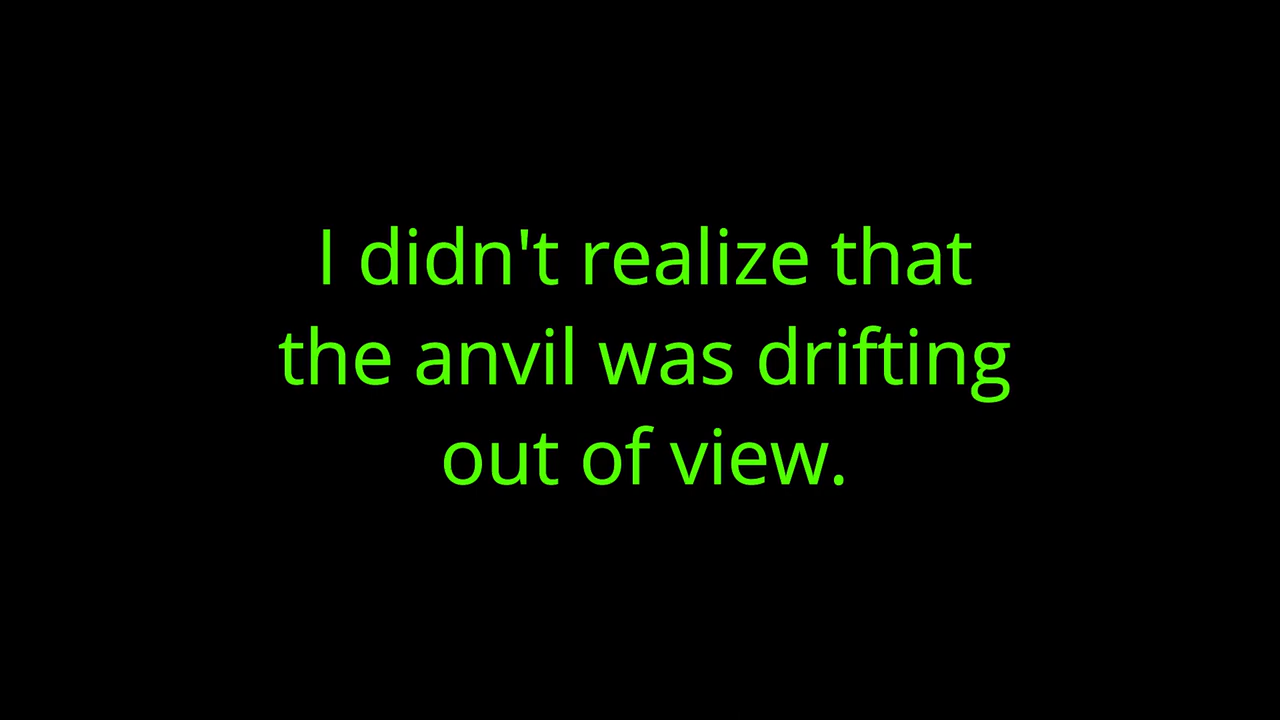 I didn't realize that
the anvil was drifting
out of view.